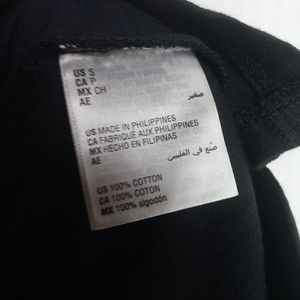 US S
CA P
MX CH
AE صغير
US MADE IN PHILIPPINES
CA FABRIQUÉ AUX PHILIPPINES
MX HECHO EN FILIPINAS
AE صنع في الفلبين
US 100% COTTON
CA 100% COTON
MX 100% algodón